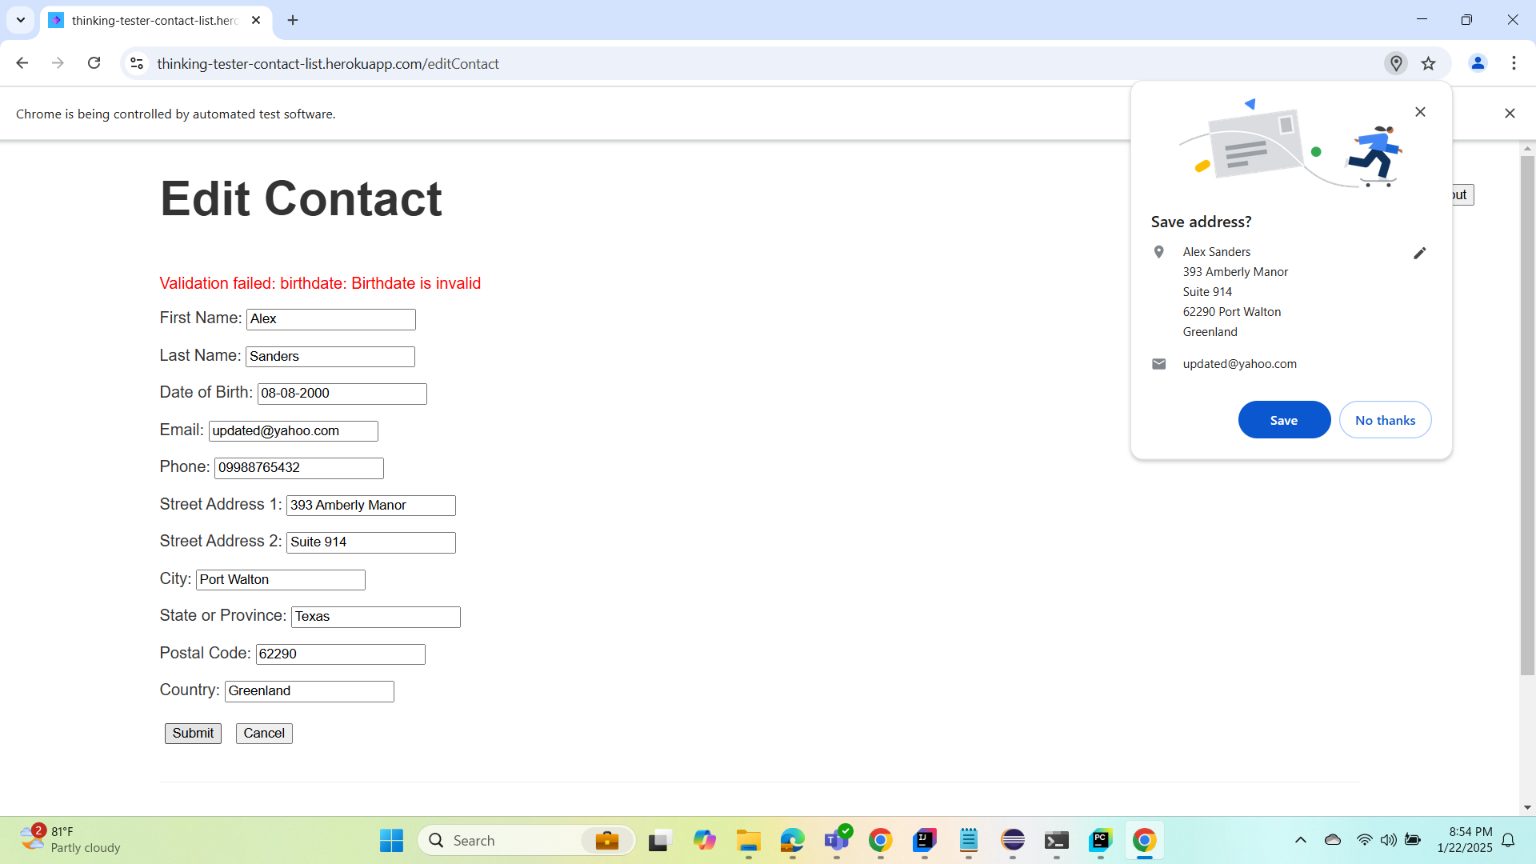 thinking-tester-contact-list.herc
thinking-tester-contact-list.herokuapp.com/editContact
Chrome is being controlled by automated test software.
Edit Contact
out
Validation failed: birthdate: Birthdate is invalid
First Name: Alex
Last Name: Sanders
Date of Birth: 08-08-2000
Email: updated@yahoo.com
Phone: 09988765432
Street Address 1: 393 Amberly Manor
Street Address 2: Suite 914
City: Port Walton
State or Province: Texas
Postal Code: 62290
Country: Greenland
Submit Cancel
Save address?
Alex Sanders
393 Amberly Manor
Suite 914
62290 Port Walton
Greenland
updated@yahoo.com
Save No thanks
2
81°F
Partly cloudy
Search
IJ
PC
8:54 PM
1/22/2025